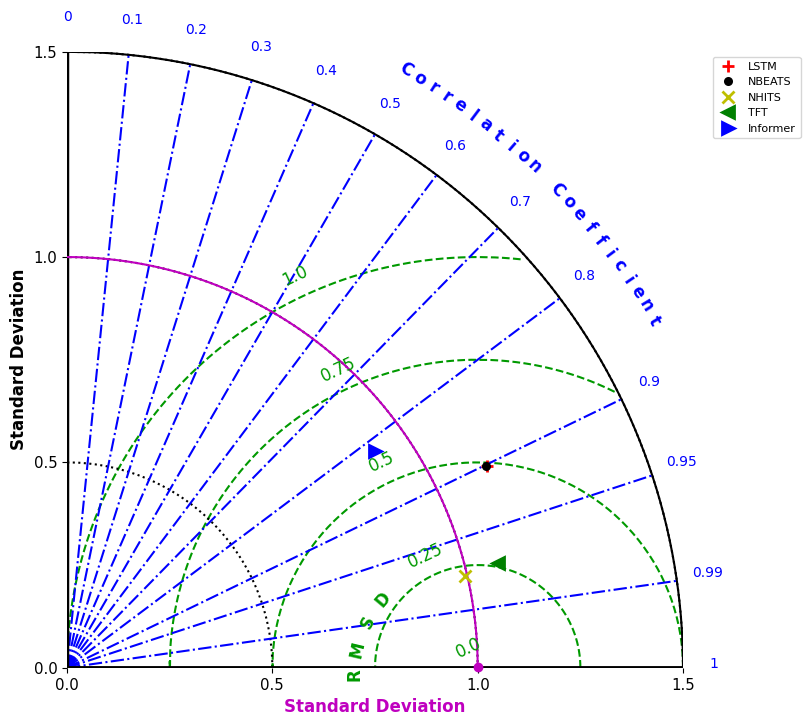 0
0.1
0.2
0.3
0.4
0.5
0.6
0.7
0.8
0.9
0.95
0.99
1
Correlation Coefficient
LSTM
NBEATS
NHITS
TFT
Informer
1.5
1.0
0.5
0.0
Standard Deviation
1.0
0.75
0.5
0.25
0.0
RMSD
0.0
0.5
1.0
1.5
Standard Deviation